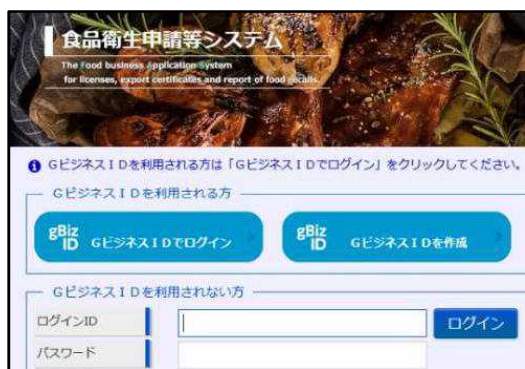 食品衛生申請等システム
The Food business Application System
for licenses, export certificates and report of food recalls.
GビジネスIDを利用される方は「GビジネスIDでログイン」をクリックしてください。
GビジネスIDを利用される方
gBiz ID GビジネスIDでログイン
gBiz ID GビジネスIDを作成
GビジネスIDを利用されない方
ログインID
ログイン
パスワード